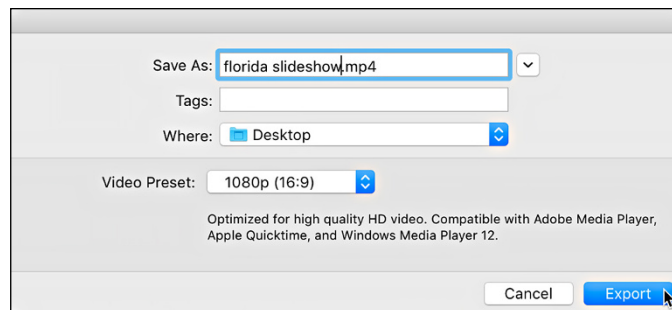 Save As: florida slideshow.mp4
Tags:
Where: Desktop
Video Preset: 1080p (16:9)
Optimized for high quality HD video. Compatible with Adobe Media Player,
Apple Quicktime, and Windows Media Player 12.
Cancel Export